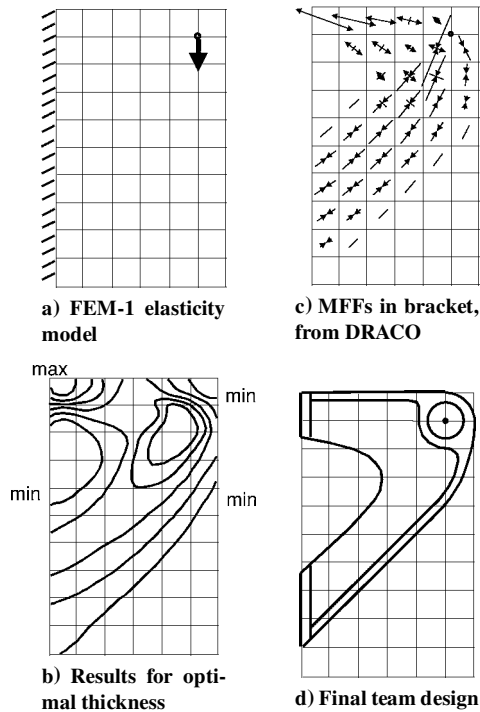 a) FEM-1 elasticity
model
c) MFFs in bracket,
from DRACO
max
min
min
min
b) Results for opti-
mal thickness
d) Final team design